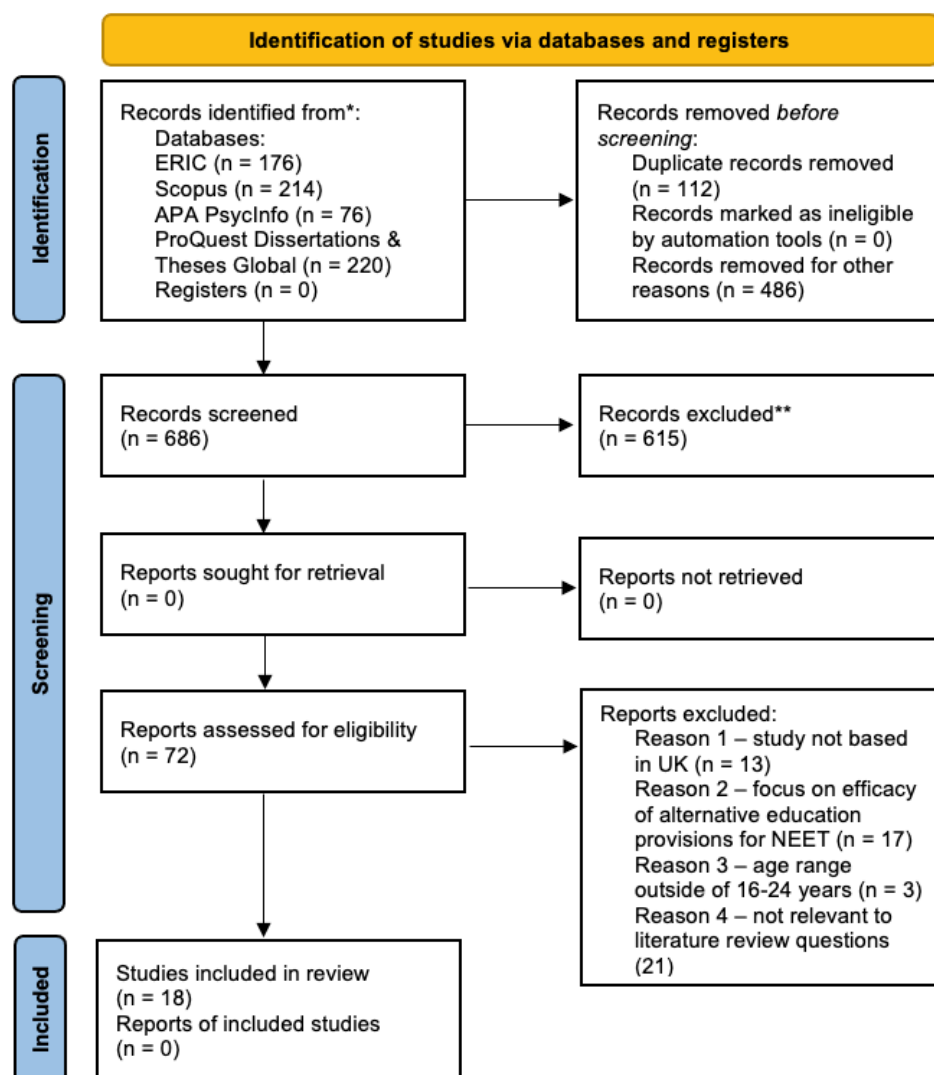 Identification of studies via databases and registers
Identification
Records identified from*:
Databases:
ERIC (n = 176)
Scopus (n = 214)
APA PsycInfo (n = 76)
ProQuest Dissertations &
Theses Global (n = 220)
Registers (n = 0)
Records removed before
screening:
Duplicate records removed
(n = 112)
Records marked as ineligible
by automation tools (n = 0)
Records removed for other
reasons (n = 486)
Screening
Records screened
(n = 686)
Records excluded**
(n = 615)
Reports sought for retrieval
(n = 0)
Reports not retrieved
(n = 0)
Reports assessed for eligibility
(n = 72)
Reports excluded:
Reason 1 – study not based
in UK (n = 13)
Reason 2 – focus on efficacy
of alternative education
provisions for NEET (n = 17)
Reason 3 – age range
outside of 16-24 years (n = 3)
Reason 4 – not relevant to
literature review questions
(21)
Included
Studies included in review
(n = 18)
Reports of included studies
(n = 0)